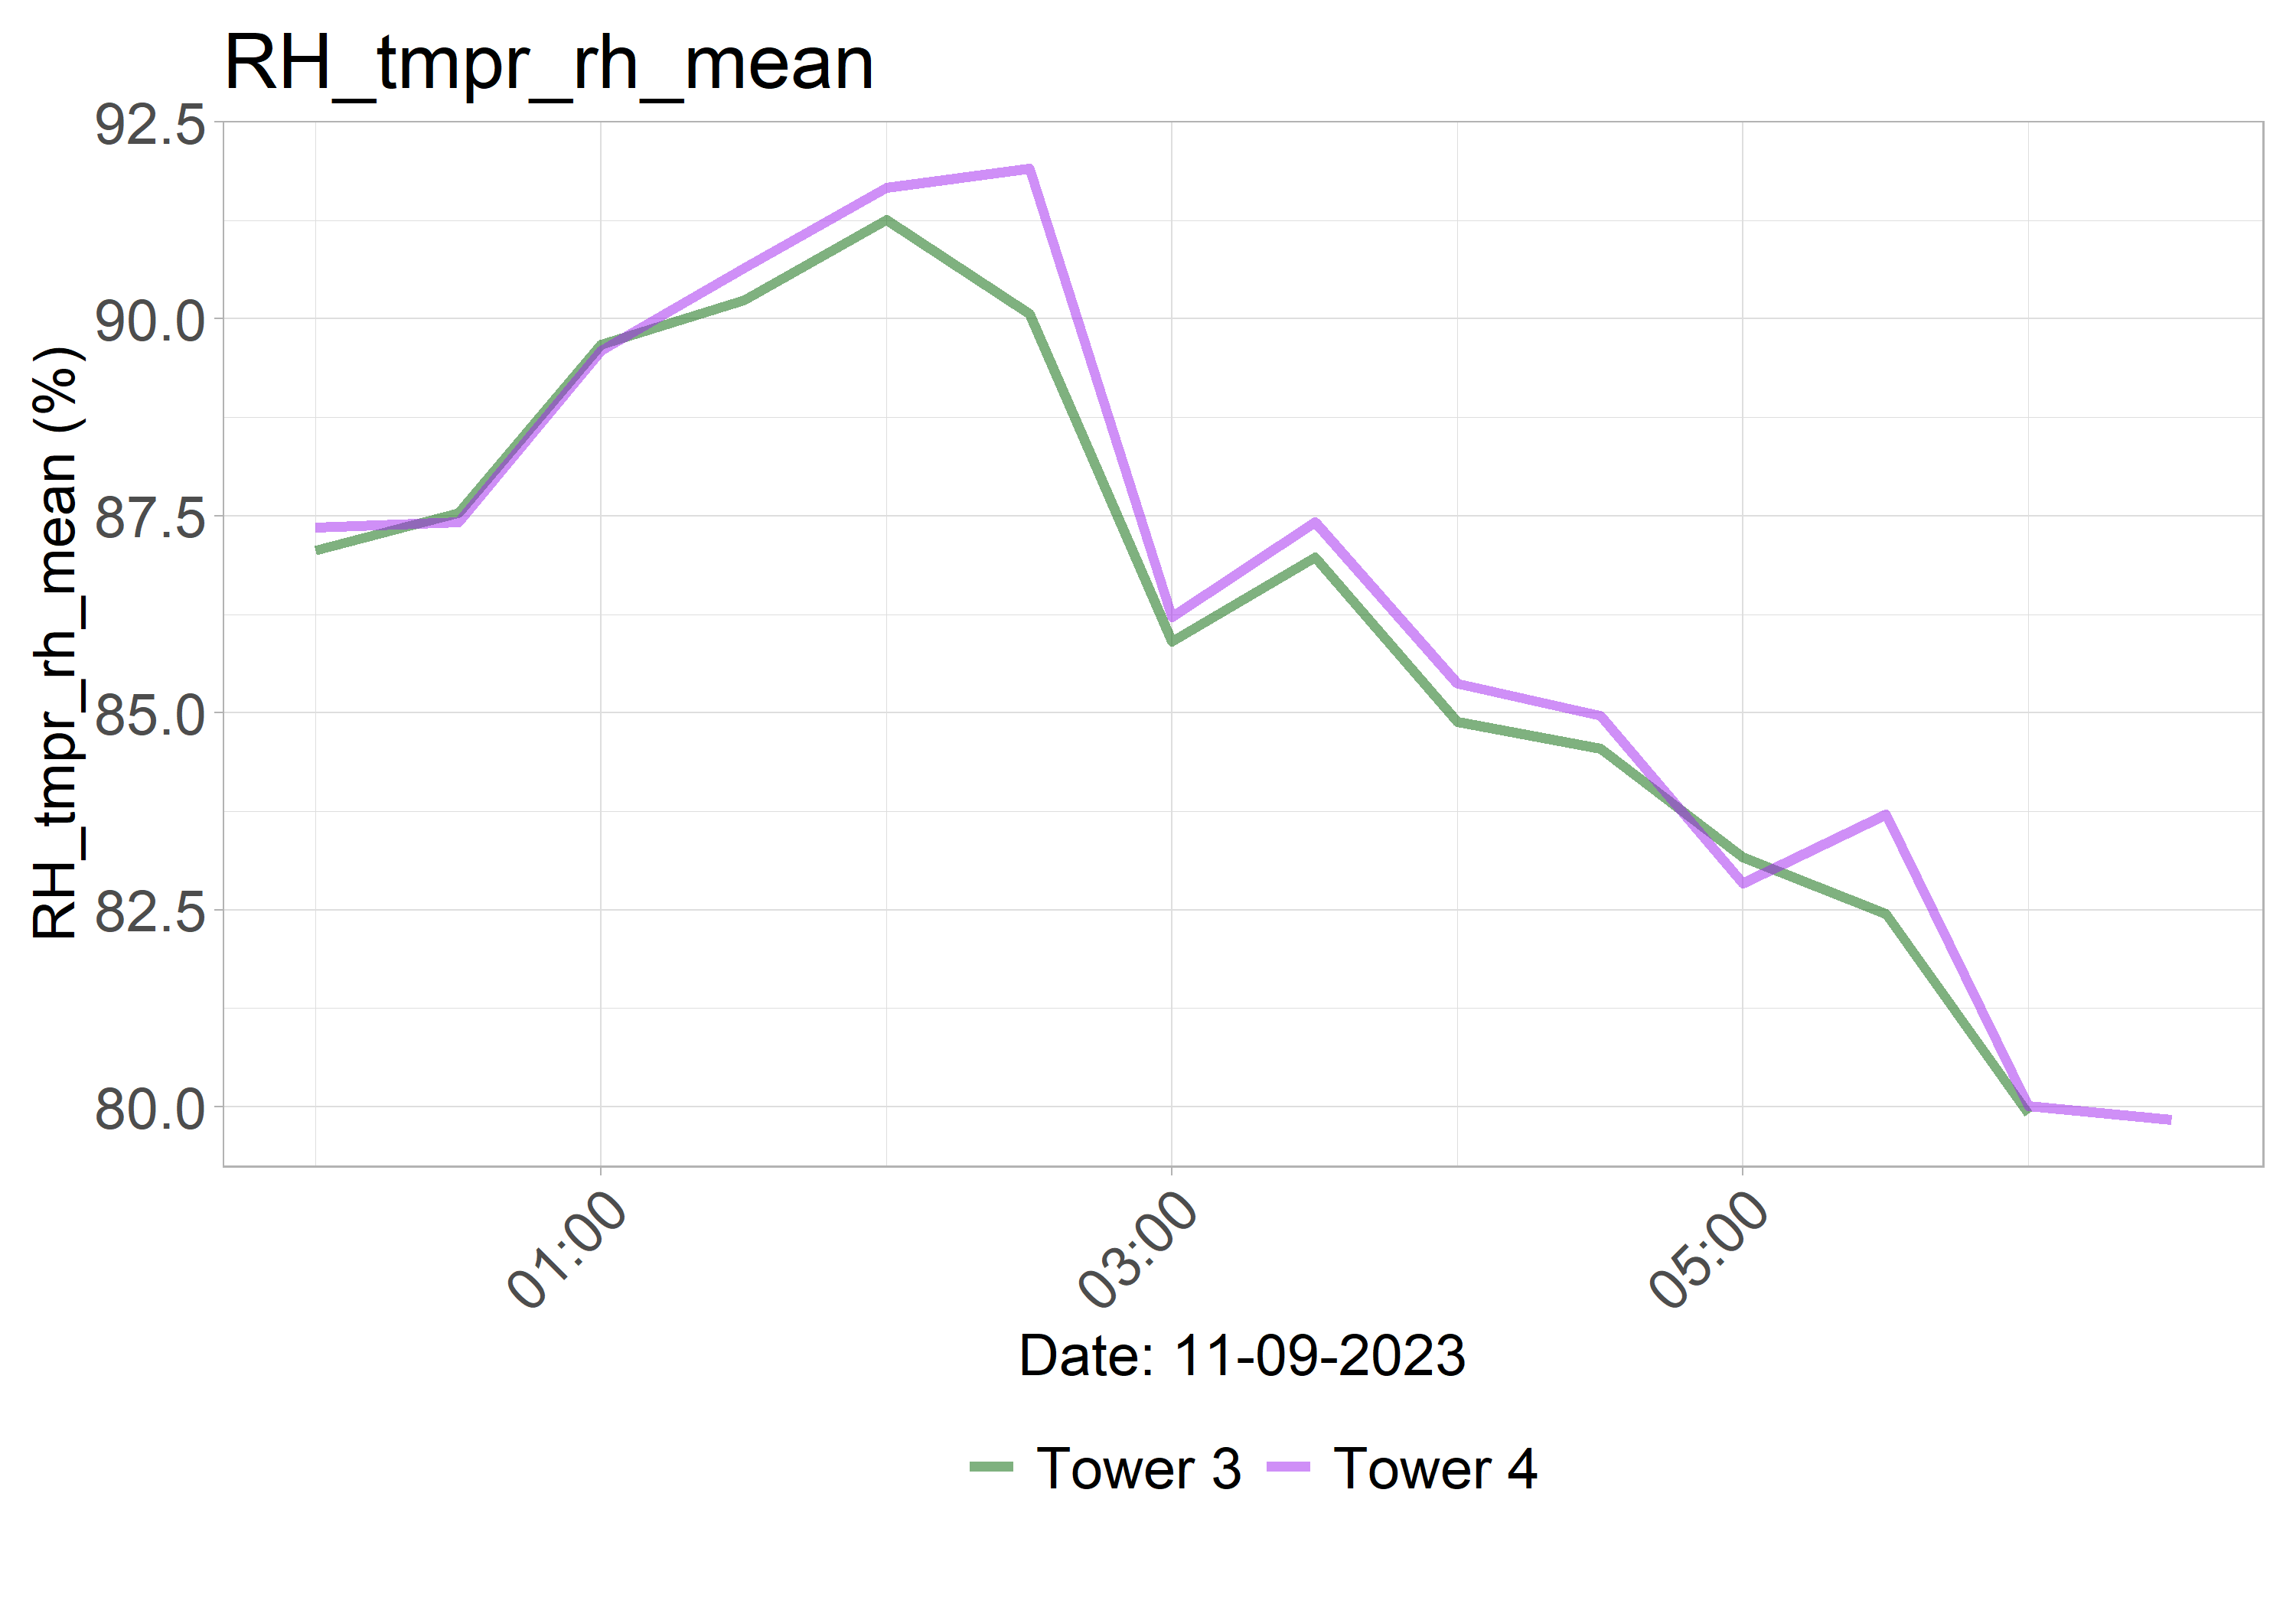 RH_tmpr_rh_mean
RH_tmpr_rh_mean (%)
92.5
90.0
87.5
85.0
82.5
80.0
01:00
03:00
05:00
Date: 11-09-2023
Tower 3
Tower 4